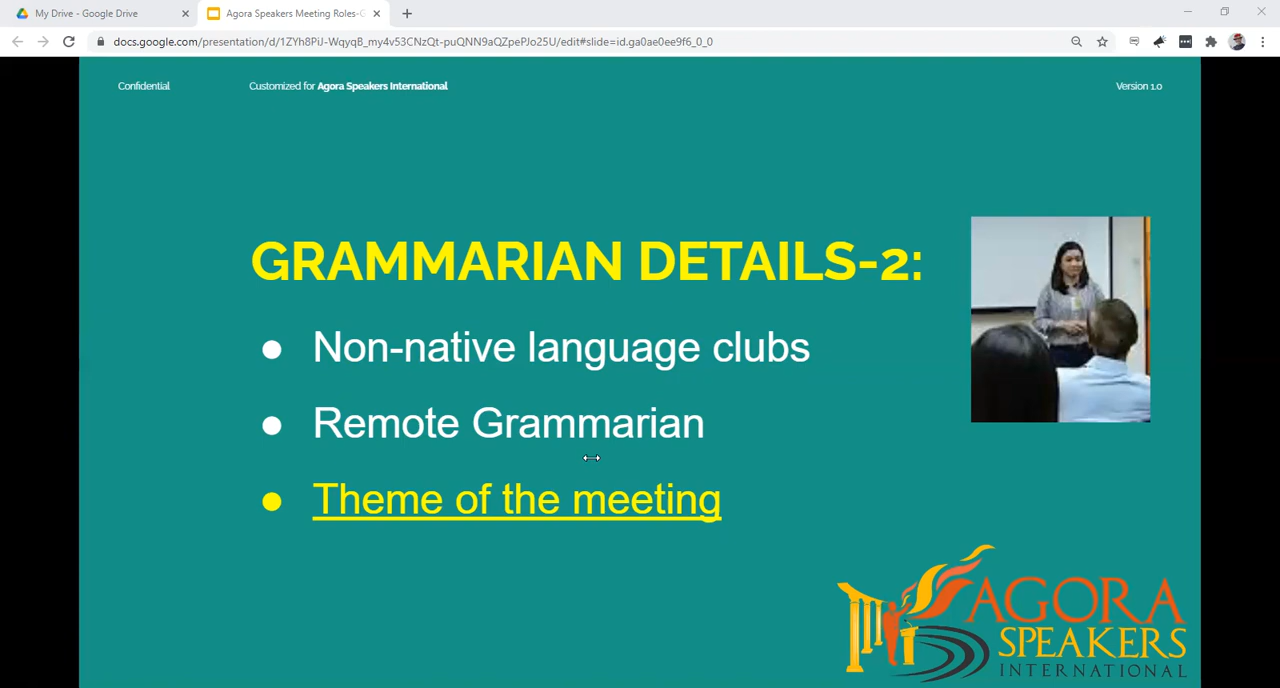 My Drive - Google Drive
Agora Speakers Meeting Roles-G
docs.google.com/presentation/d/1ZYh8PiJ-WqyqB_my4v53CNzQt-puQNN9aQZpePJo25U/edit#slide=id.ga0ae0ee9f6_0_0
Confidential
Customized for Agora Speakers International
Version 1.0
GRAMMARIAN DETAILS-2:
● Non-native language clubs
● Remote Grammarian
● Theme of the meeting
AGORA
SPEAKERS
INTERNATIONAL